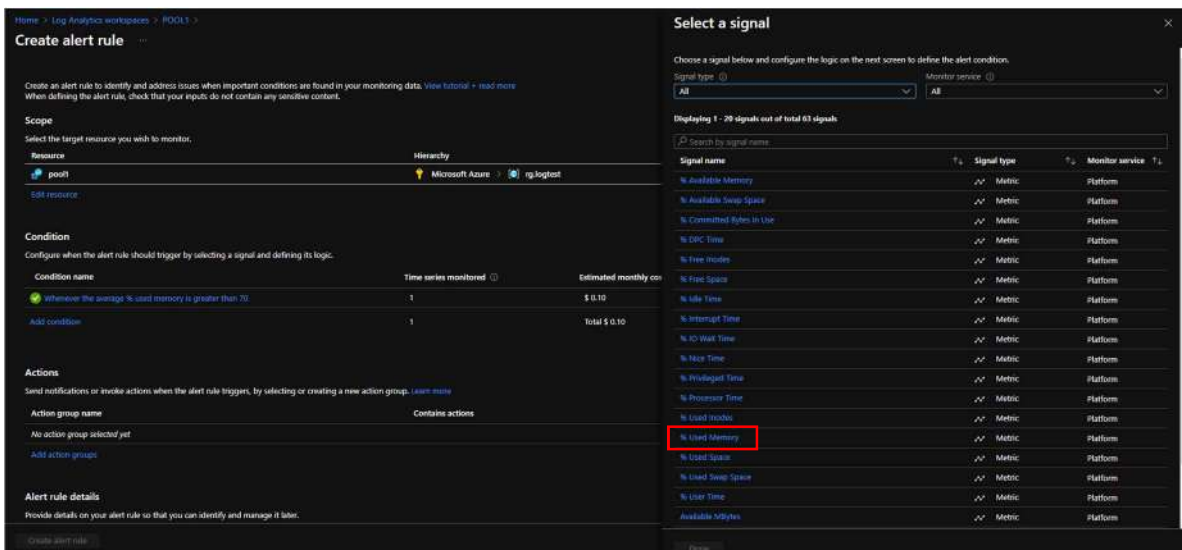 Home > Log Analytics workspaces > POOL1 >
Create alert rule ...
Create an alert rule to identify and address issues when important conditions are found in your monitoring data. View tutorial + read more
When defining the alert rule, check that your inputs do not contain any sensitive content.
Scope
Select the target resource you wish to monitor.
Resource Hierarchy
pool1 Microsoft Azure > rg.logtest
Edit resource
Condition
Configure when the alert rule should trigger by selecting a signal and defining its logic.
Condition name Time series monitored Estimated monthly cos
Whenever the average % used memory is greater than 70 1 $ 0.10
Add condition 1 Total $ 0.10
Actions
Send notifications or invoke actions when the alert rule triggers, by selecting or creating a new action group. Learn more
Action group name Contains actions
No action group selected yet
Add action groups
Alert rule details
Provide details on your alert rule so that you can identify and manage it later.
Create alert rule
Select a signal
Choose a signal below and configure the logic on the next screen to define the alert condition.
Signal type Monitor service
All All
Displaying 1 - 20 signals out of total 63 signals
Search by signal name
Signal name Signal type Monitor service
% Available Memory Metric Platform
% Available Swap Space Metric Platform
% Committed Bytes In Use Metric Platform
% DPC Time Metric Platform
% Free Inodes Metric Platform
% Free Space Metric Platform
% Idle Time Metric Platform
% Interrupt Time Metric Platform
% IO Wait Time Metric Platform
% Nice Time Metric Platform
% Privileged Time Metric Platform
% Processor Time Metric Platform
% Used Inodes Metric Platform
% Used Memory Metric Platform
% Used Space Metric Platform
% Used Swap Space Metric Platform
% User Time Metric Platform
Available MBytes Metric Platform
Done